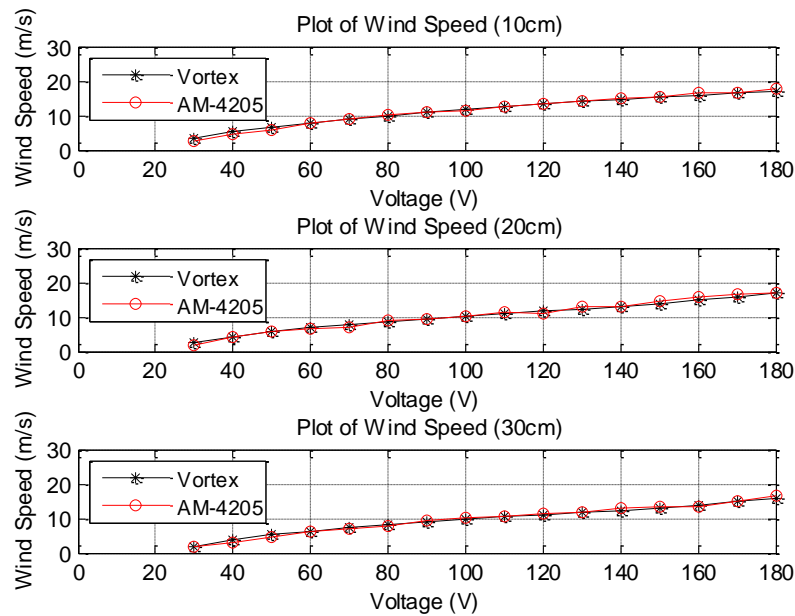 Plot of Wind Speed (10cm)
Wind Speed (m/s)
30
20
10
0
Vortex
AM-4205
0 20 40 60 80 100 120 140 160 180
Voltage (V)
Plot of Wind Speed (20cm)
Wind Speed (m/s)
30
20
10
0
Vortex
AM-4205
0 20 40 60 80 100 120 140 160 180
Voltage (V)
Plot of Wind Speed (30cm)
Wind Speed (m/s)
30
20
10
0
Vortex
AM-4205
0 20 40 60 80 100 120 140 160 180
Voltage (V)